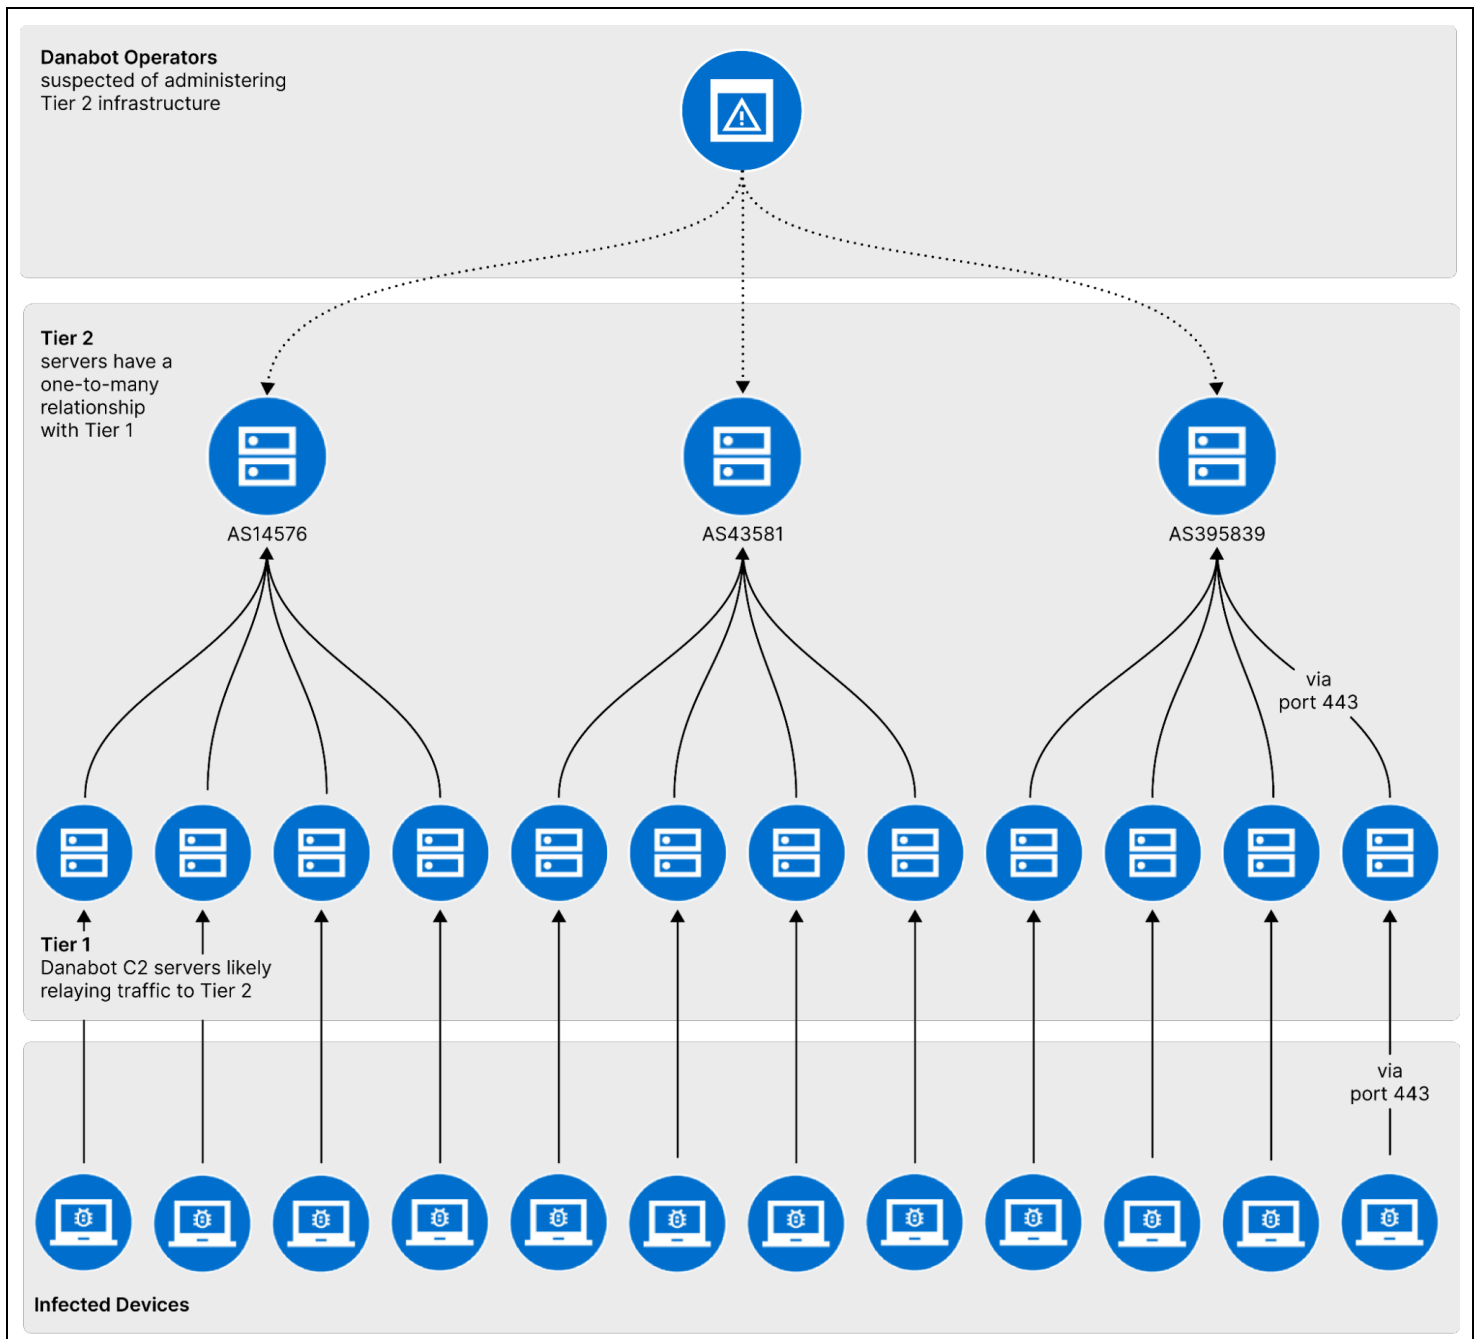 Danabot Operators
suspected of administering
Tier 2 infrastructure
Tier 2
servers have a
one-to-many
relationship
with Tier 1
AS14576
AS43581
AS395839
via
port 443
Tier 1
Danabot C2 servers likely
relaying traffic to Tier 2
via
port 443
Infected Devices